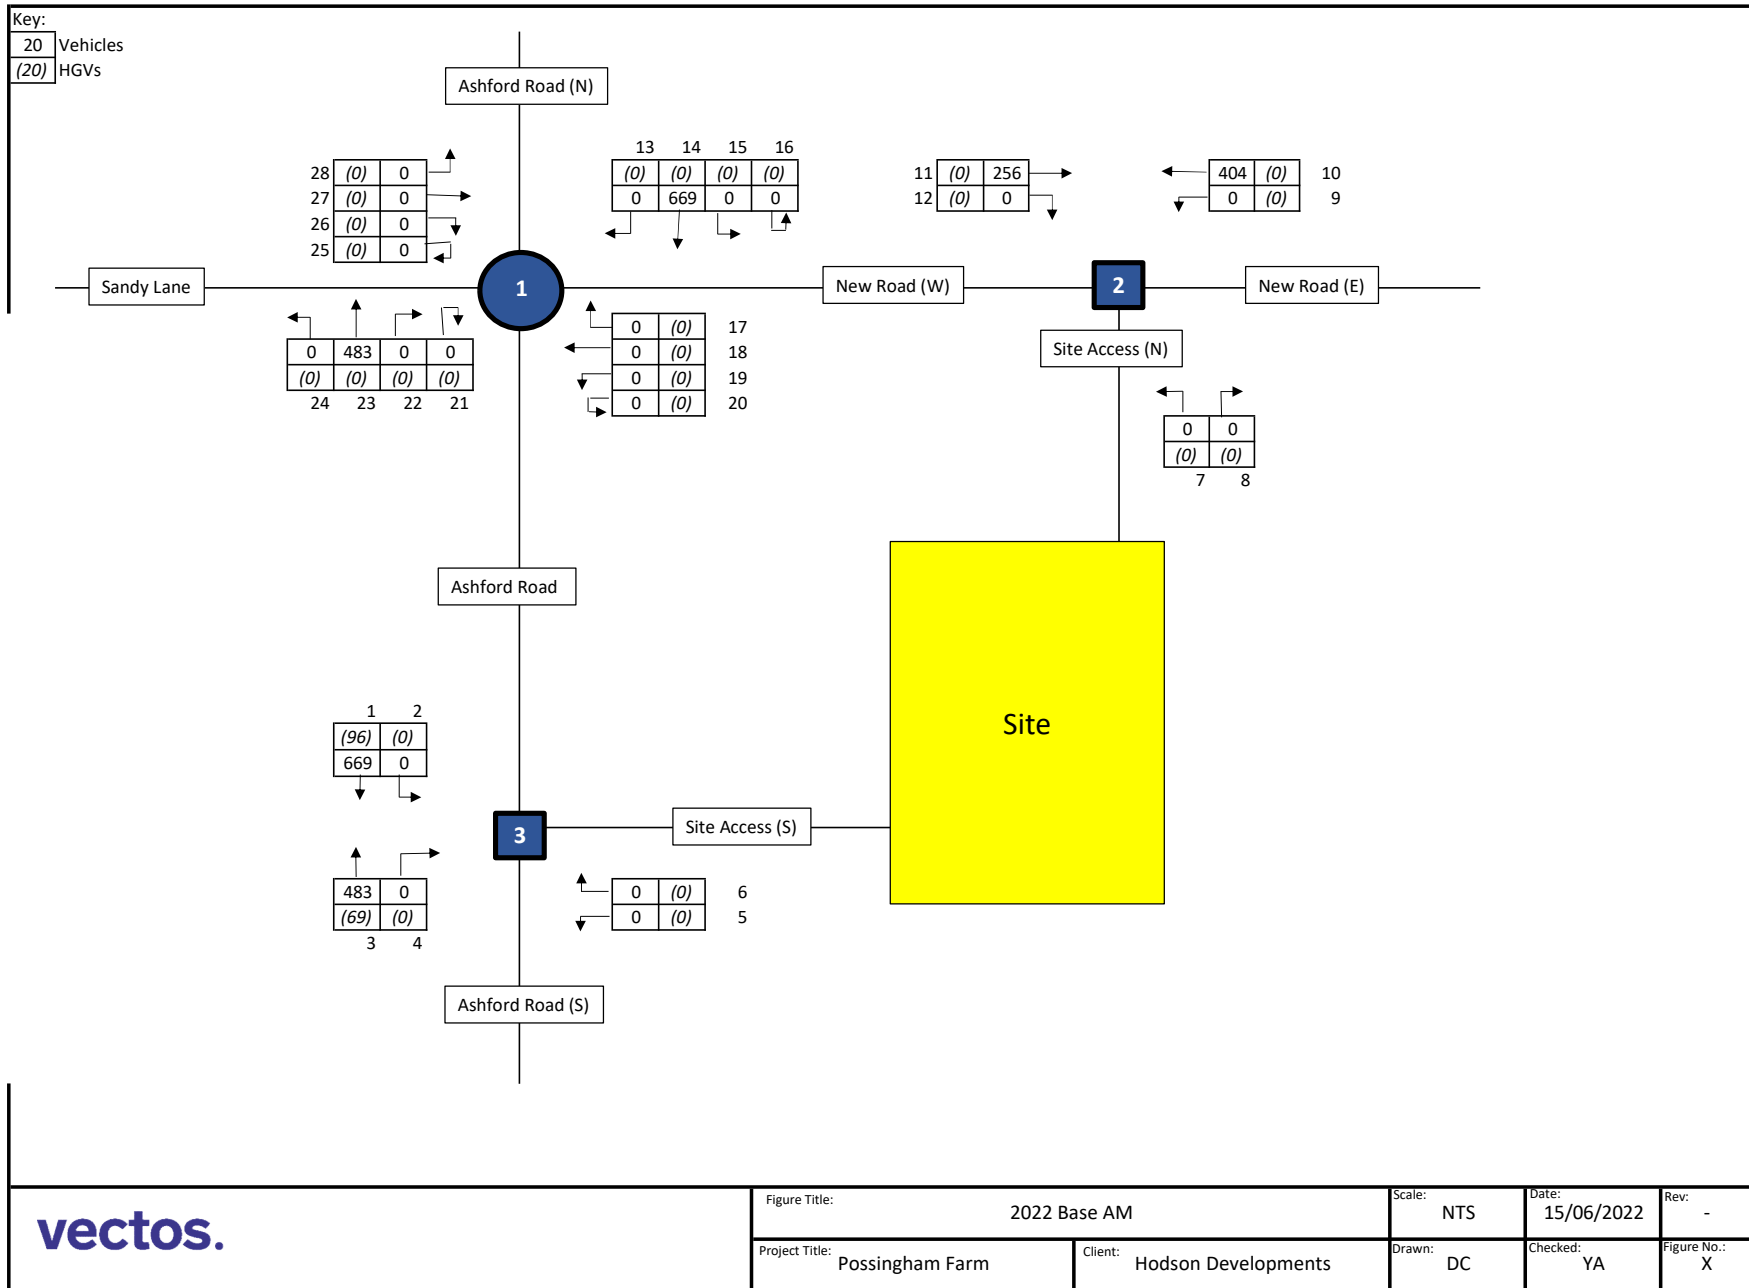 Key:
20 Vehicles
(20) HGVs
Ashford Road (N)
13 14 15 16
28 (0) 0
(0) (0) (0) (0)
11 (0) 256
404 (0) 10
27 (0) 0
0 669 0 0
12 (0) 0
0 (0) 9
26 (0) 0
25 (0) 0
Sandy Lane
1
New Road (W)
2
New Road (E)
0 (0) 17
0 483 0 0
0 (0) 18
Site Access (N)
(0) (0) (0) (0)
0 (0) 19
24 23 22 21
0 (0) 20
0 0
(0) (0)
7 8
Ashford Road
1 2
(96) (0)
669 0
Site
3
Site Access (S)
483 0
0 (0) 6
(69) (0)
0 (0) 5
3 4
Ashford Road (S)
vectos.
Figure Title: 2022 Base AM
Scale: NTS
Date: 15/06/2022
Rev: -
Project Title: Possingham Farm
Client: Hodson Developments
Drawn: DC
Checked: YA
Figure No.: X